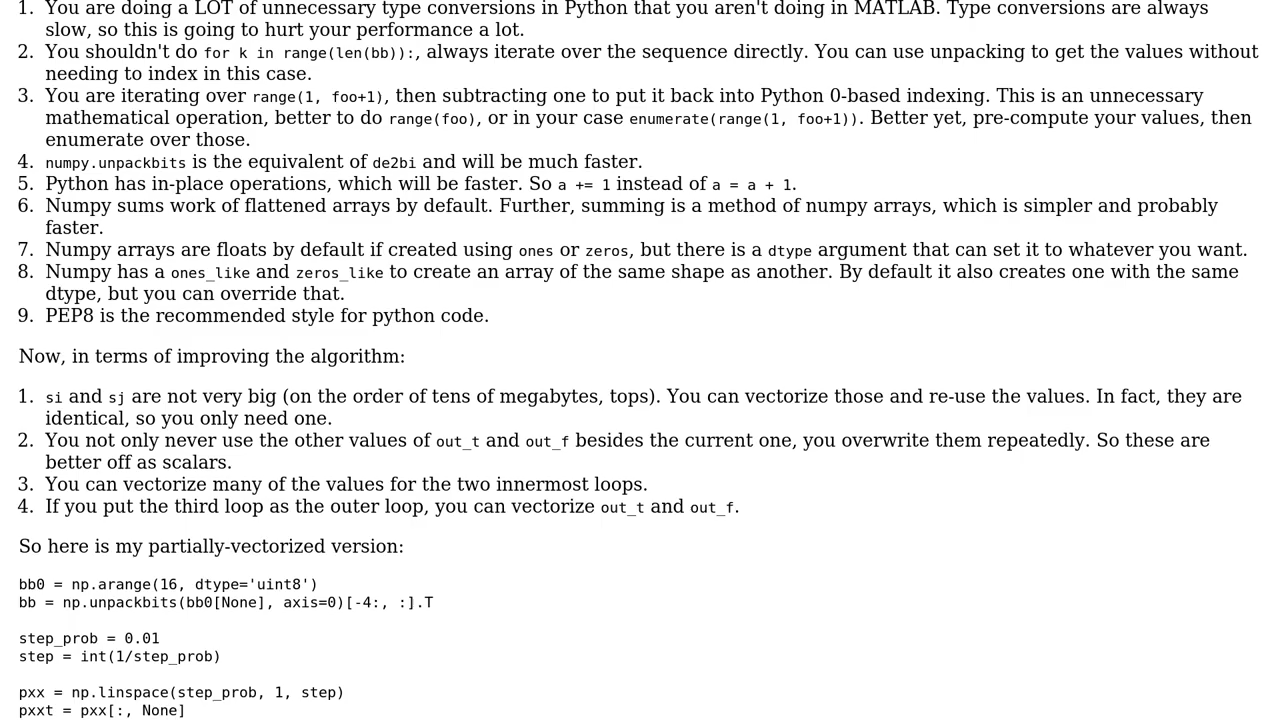 1. You are doing a LOT of unnecessary type conversions in Python that you aren't doing in MATLAB. Type conversions are always
slow, so this is going to hurt your performance a lot.
2. You shouldn't do for k in range(len(bb)):, always iterate over the sequence directly. You can use unpacking to get the values without
needing to index in this case.
3. You are iterating over range(1, foo+1), then subtracting one to put it back into Python 0-based indexing. This is an unnecessary
mathematical operation, better to do range(foo), or in your case enumerate(range(1, foo+1)). Better yet, pre-compute your values, then
enumerate over those.
4. numpy.unpackbits is the equivalent of de2bi and will be much faster.
5. Python has in-place operations, which will be faster. So a += 1 instead of a = a + 1.
6. Numpy sums work of flattened arrays by default. Further, summing is a method of numpy arrays, which is simpler and probably
faster.
7. Numpy arrays are floats by default if created using ones or zeros, but there is a dtype argument that can set it to whatever you want.
8. Numpy has a ones_like and zeros_like to create an array of the same shape as another. By default it also creates one with the same
dtype, but you can override that.
9. PEP8 is the recommended style for python code.
Now, in terms of improving the algorithm:
1. si and sj are not very big (on the order of tens of megabytes, tops). You can vectorize those and re-use the values. In fact, they are
identical, so you only need one.
2. You not only never use the other values of out_t and out_f besides the current one, you overwrite them repeatedly. So these are
better off as scalars.
3. You can vectorize many of the values for the two innermost loops.
4. If you put the third loop as the outer loop, you can vectorize out_t and out_f.
So here is my partially-vectorized version:
bb0 = np.arange(16, dtype='uint8')
bb = np.unpackbits(bb0[None], axis=0)[-4:, :].T
step_prob = 0.01
step = int(1/step_prob)
pxx = np.linspace(step_prob, 1, step)
pxxt = pxx[:, None]